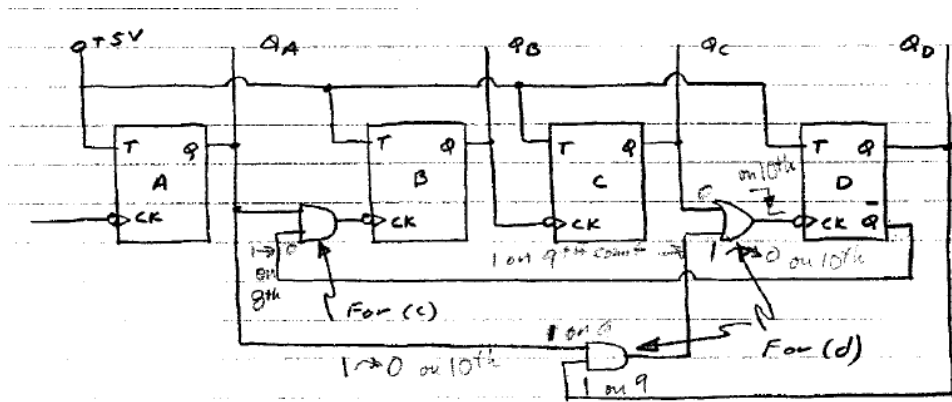 +5V
QA QB QC QD
T Q T Q T Q T Q
A B C D
CK CK CK CK Q̄
0
on 10th
1→0
on
8th
1 on 9th count →
1→0 on 10th
For (c)
For (d)
1→0 on 10th
1 on
1 on 9